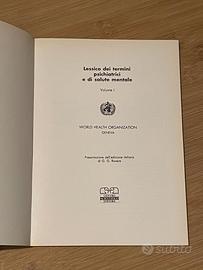 Lessico dei termini
psichiatrici
e di salute mentale
Volume I
WORLD HEALTH ORGANIZATION
GENEVA
Presentazione dell'edizione italiana
di G. G. Rovera
subito